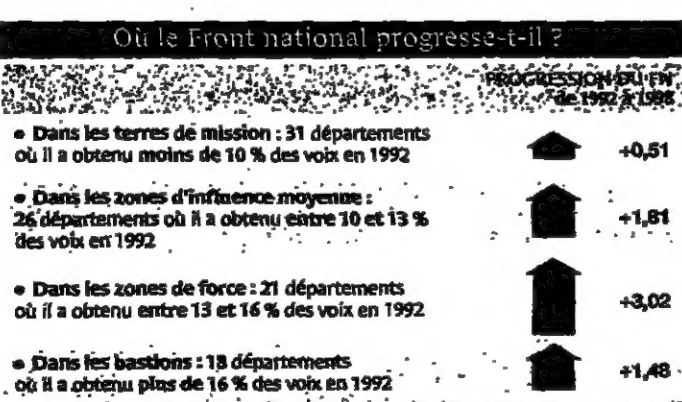 Où le Front national progresse-t-il ?
PROGRESSION DU FN
de 1992 à 1998
• Dans les terres de mission : 31 départements
où il a obtenu moins de 10 % des voix en 1992
+0,51
• Dans les zones d'influence moyenne :
26 départements où il a obtenu entre 10 et 13 %
des voix en 1992
+1,81
• Dans les zones de force : 21 départements
où il a obtenu entre 13 et 16 % des voix en 1992
+3,02
• Dans les bastions : 18 départements
où il a obtenu plus de 16 % des voix en 1992
+1,48